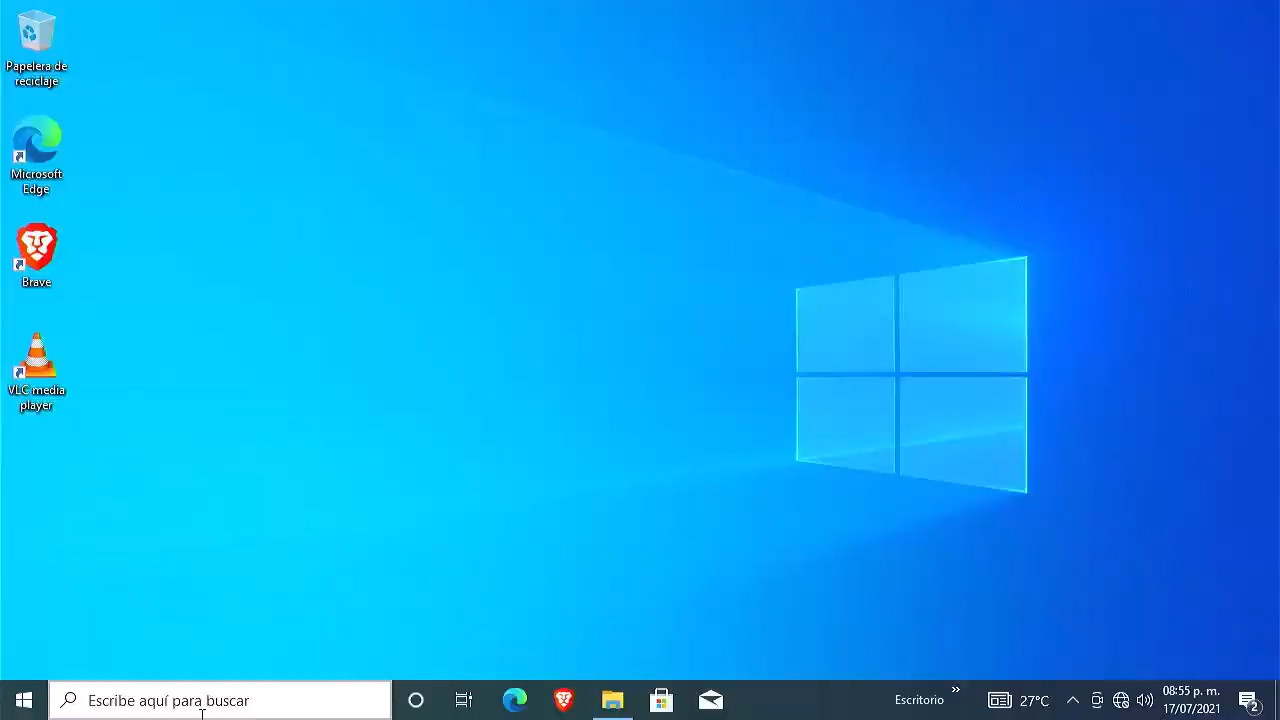 Papelera de
reciclaje
Microsoft
Edge
Brave
VLC media
player
Escribe aquí para buscar
Escritorio
»
27°C
08:55 p. m.
17/07/2021
2